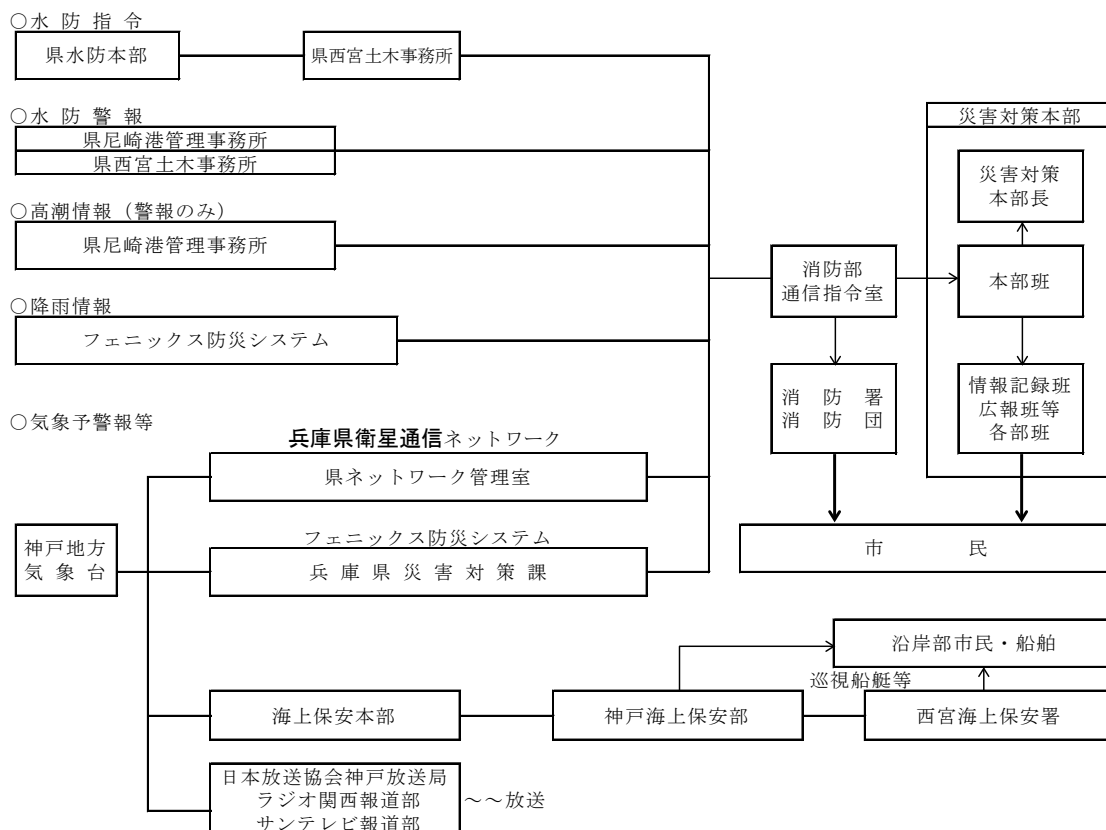 ○水 防 指 令
県水防本部
県西宮土木事務所
○水 防 警 報
県尼崎港管理事務所
県西宮土木事務所
災害対策本部
災害対策
本部長
○高潮情報（警報のみ）
県尼崎港管理事務所
消防部
通信指令室
本部班
○降雨情報
フェニックス防災システム
消 防 署
消 防 団
情報記録班
広報班等
各部班
○気象予警報等
兵庫県衛星通信ネットワーク
県ネットワーク管理室
神戸地方
気 象 台
フェニックス防災システム
兵 庫 県 災 害 対 策 課
市 民
沿岸部市民・船舶
巡視船艇等
海上保安本部
神戸海上保安部
西宮海上保安署
日本放送協会神戸放送局
ラジオ関西報道部
サンテレビ報道部
～～放送